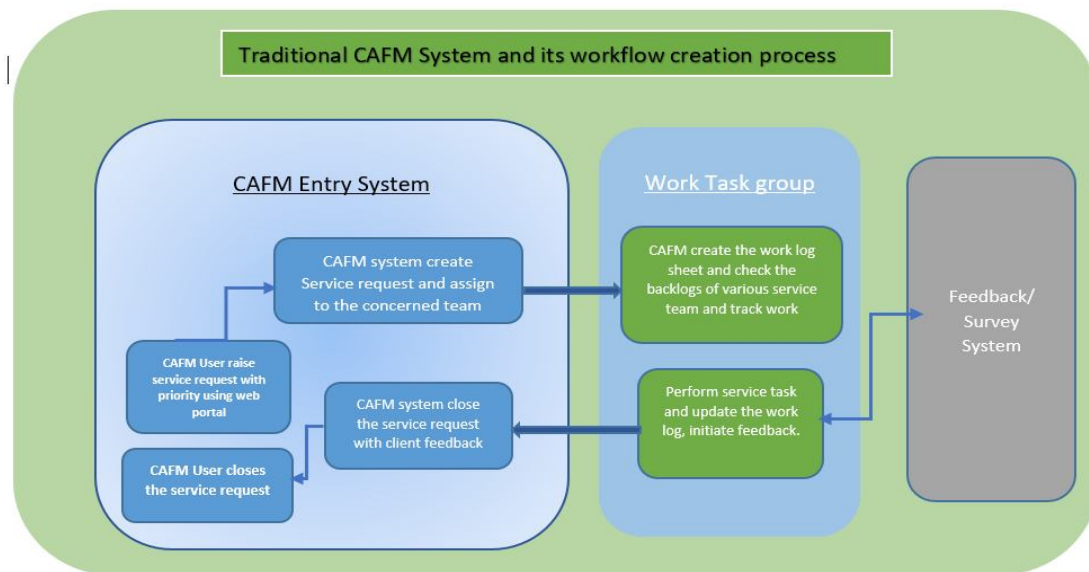 Traditional CAFM System and its workflow creation process
CAFM Entry System
CAFM system create
Service request and assign
to the concerned team
CAFM User raise
service request with
priority using web
portal
CAFM system close
the service request
with client feedback
CAFM User closes
the service request
Work Task group
CAFM create the work log
sheet and check the
backlogs of various service
team and track work
Perform service task
and update the work
log, initiate feedback.
Feedback/
Survey
System